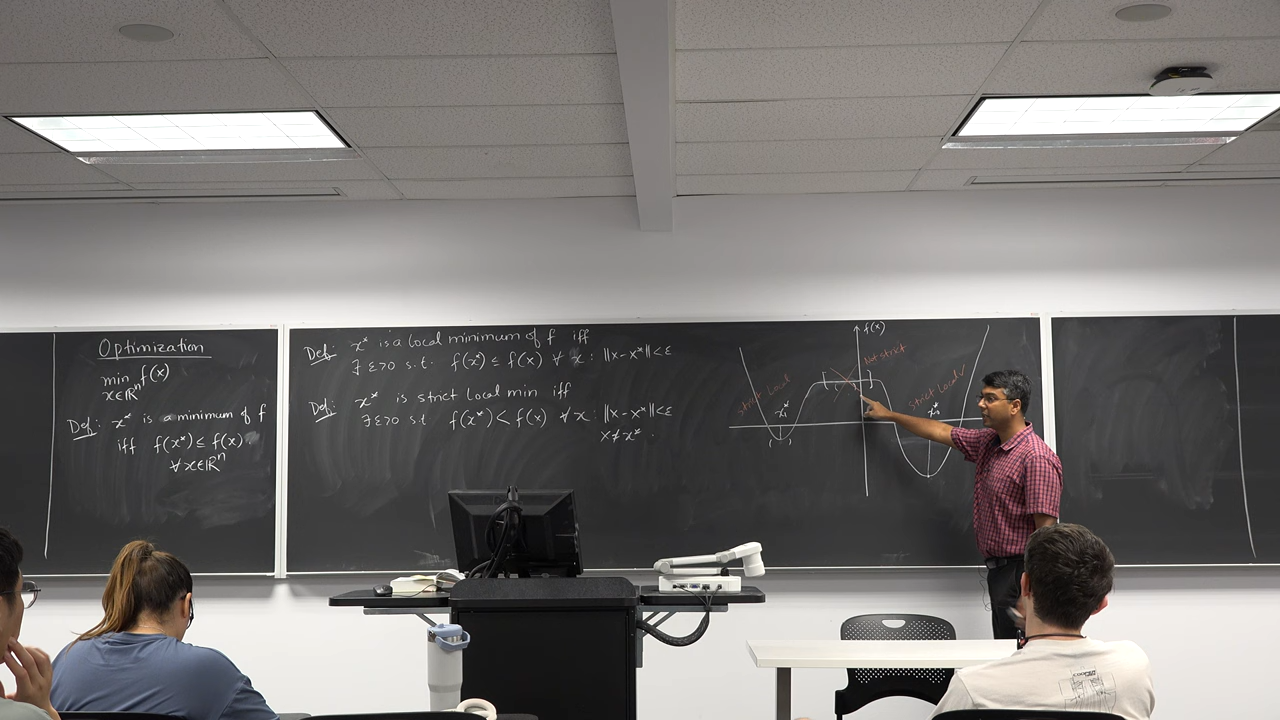 Optimization
min f(x)
x∈ℝⁿ
Def: x* is a minimum of f
iff f(x*) ≤ f(x)
∀ x∈ℝⁿ
Def: x* is a local minimum of f iff
∃ ε>0 s.t. f(x*) ≤ f(x) ∀ x : ||x-x*|| < ε
Def: x* is strict Local min iff
∃ ε>0 s.t f(x*) < f(x) ∀x : ||x-x*|| < ε
x≠x*
f(x)
Not strict
strict Local
x₁*
strict Local √